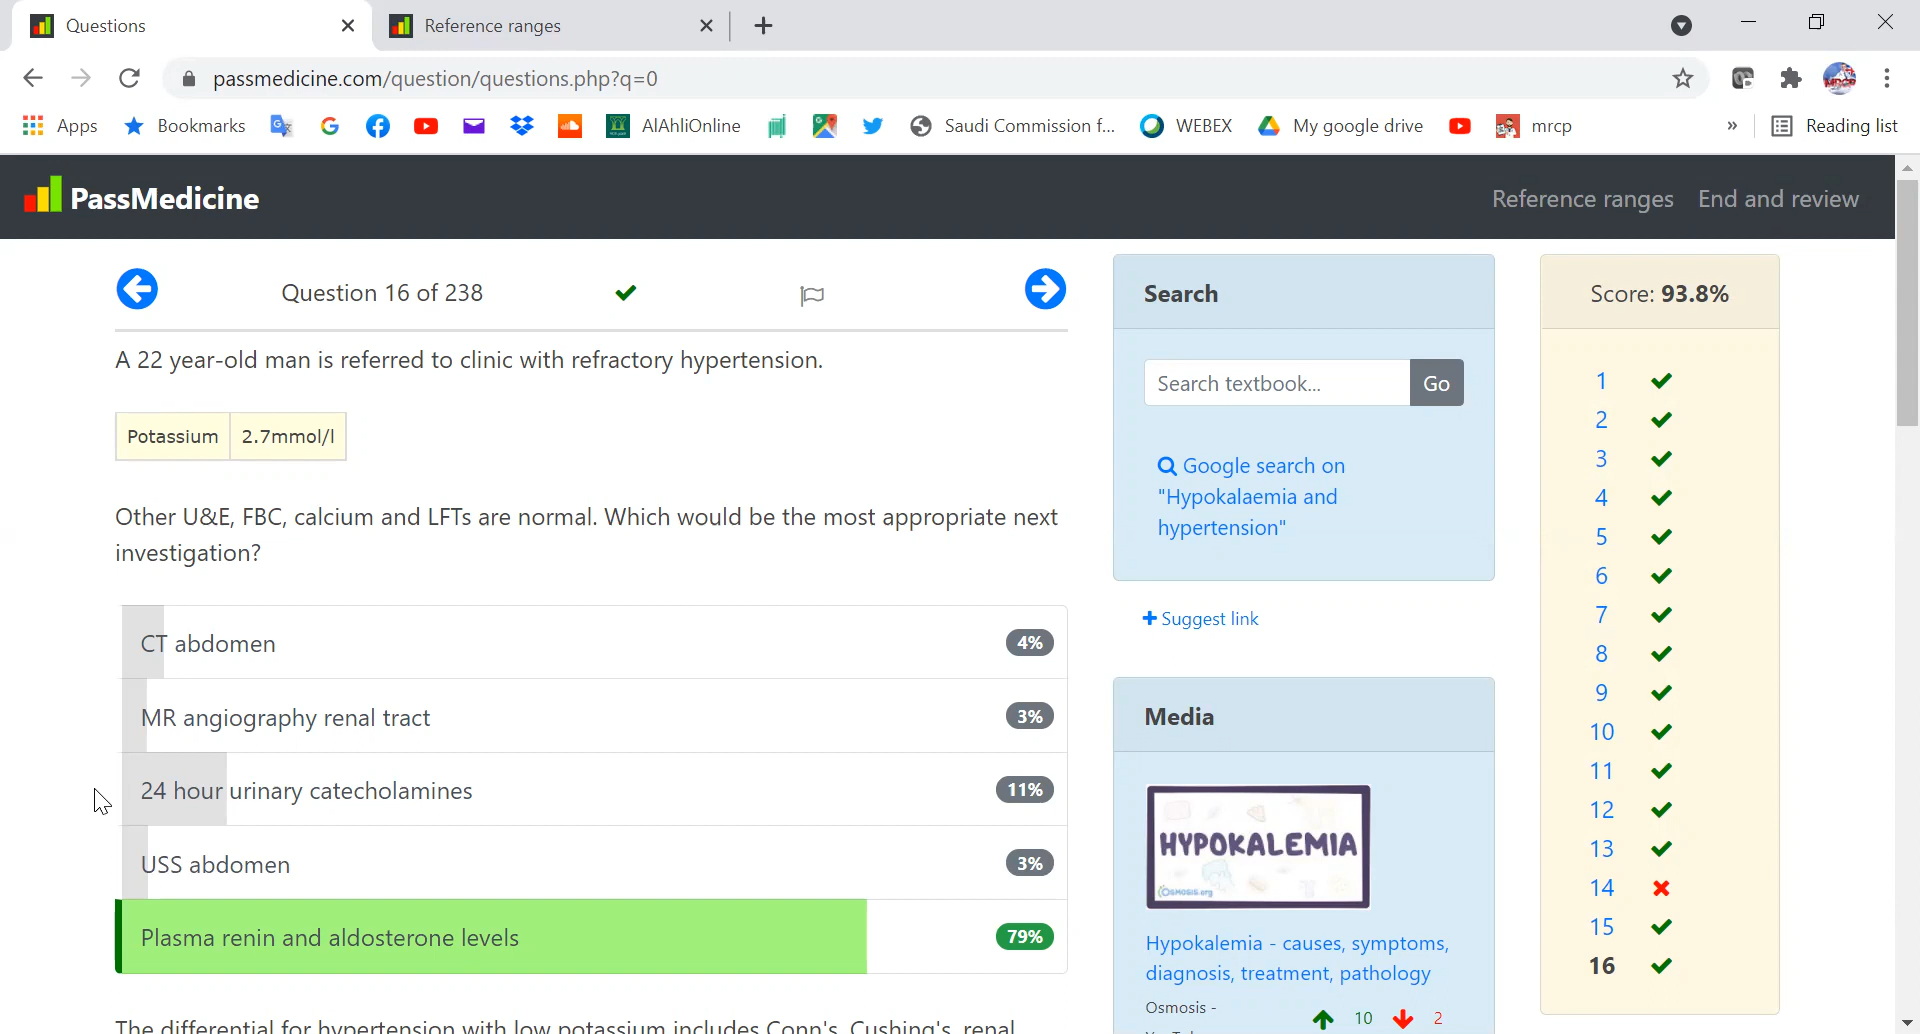 Questions
Reference ranges
passmedicine.com/question/questions.php?q=0
Apps
Bookmarks
AlAhliOnline
Saudi Commission f...
WEBEX
My google drive
mrcp
»
Reading list
PassMedicine
Reference ranges
End and review
Question 16 of 238
A 22 year-old man is referred to clinic with refractory hypertension.
Potassium 2.7mmol/l
Other U&E, FBC, calcium and LFTs are normal. Which would be the most appropriate next
investigation?
CT abdomen 4%
MR angiography renal tract 3%
24 hour urinary catecholamines 11%
USS abdomen 3%
Plasma renin and aldosterone levels 79%
The differential for hypertension with low potassium includes Conn's, Cushing's, renal
Search
Search textbook... Go
Google search on
"Hypokalaemia and
hypertension"
+ Suggest link
Media
HYPOKALEMIA
OSMOSIS.org
Hypokalemia - causes, symptoms,
diagnosis, treatment, pathology
Osmosis -
YouTube
10 2
Score: 93.8%
1
2
3
4
5
6
7
8
9
10
11
12
13
14
15
16